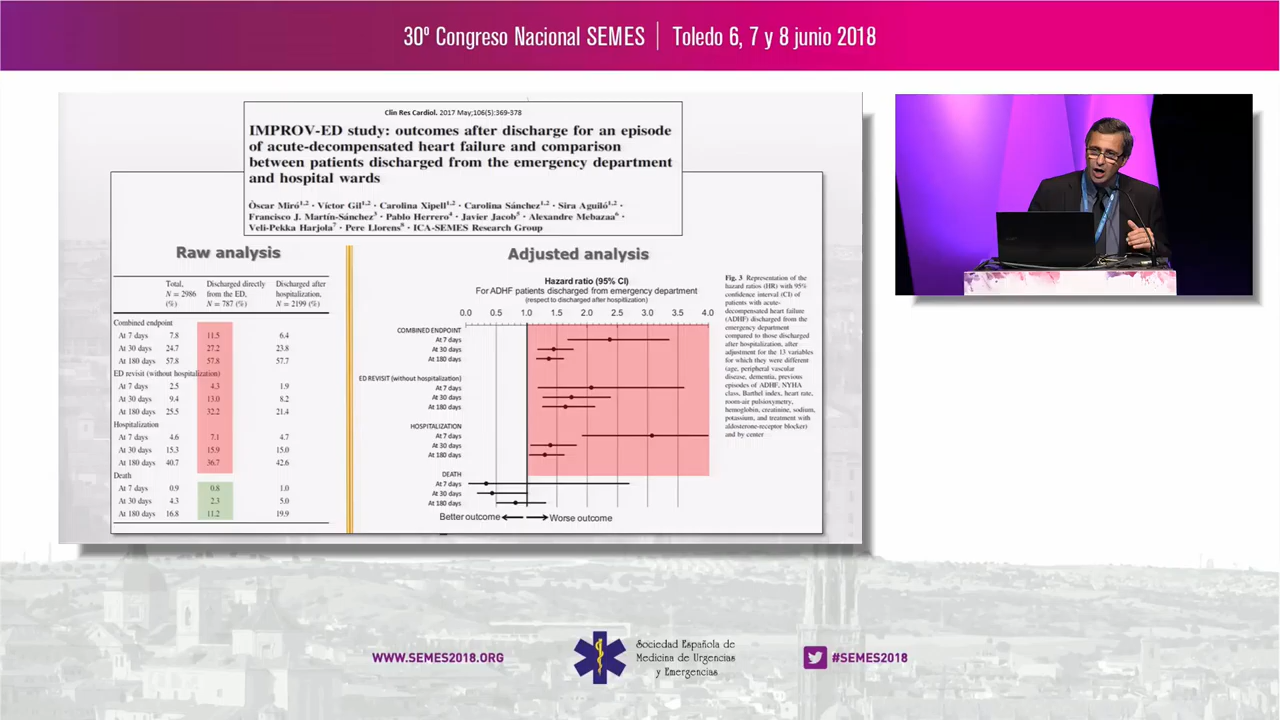 30º Congreso Nacional SEMES | Toledo 6, 7 y 8 junio 2018
Clin Res Cardiol. 2017 May;106(5):369-378
IMPROV-ED study: outcomes after discharge for an episode
of acute-decompensated heart failure and comparison
between patients discharged from the emergency department
and hospital wards
Òscar Miró1,2 · Víctor Gil1,2 · Carolina Xipell1,2 · Carolina Sánchez1,2 · Sira Aguiló1,2 ·
Francisco J. Martín-Sánchez3 · Pablo Herrero4 · Javier Jacob5 · Alexandre Mebazaa6 ·
Veli-Pekka Harjola7 · Pere Llorens8 · ICA-SEMES Research Group
Raw analysis
Total, Discharged directly Discharged after
N = 2986 from the ED, hospitalization,
(%) N = 787 (%) N = 2199 (%)
Combined endpoint
At 7 days 7.8 11.5 6.4
At 30 days 24.7 27.2 23.8
At 180 days 57.8 57.8 57.7
ED revisit (without hospitalization)
At 7 days 2.5 4.3 1.9
At 30 days 9.4 13.0 8.2
At 180 days 25.5 32.2 21.4
Hospitalization
At 7 days 4.6 7.1 4.7
At 30 days 15.3 15.9 15.0
At 180 days 40.7 36.7 42.6
Death
At 7 days 0.9 0.8 1.0
At 30 days 4.3 2.3 5.0
At 180 days 16.8 11.2 19.9
Adjusted analysis
Hazard ratio (95% CI)
For ADHF patients discharged from emergency department
(respect to discharged after hospitlization)
0.0 0.5 1.0 1.5 2.0 2.5 3.0 3.5 4.0
COMBINED ENDPOINT
At 7 days
At 30 days
At 180 days
ED REVISIT (without hospitalization)
At 7 days
At 30 days
At 180 days
HOSPITALIZATION
At 7 days
At 30 days
At 180 days
DEATH
At 7 days
At 30 days
At 180 days
Better outcome Worse outcome
Fig. 3 Representation of the
hazard ratios (HR) with 95%
confidence interval (CI) of
patients with acute-
decompensated heart failure
(ADHF) discharged from the
emergency department
compared to those discharged
after hospitalization, after
adjustment for the 13 variables
for which they were different
(age, peripheral vascular
disease, dementia, previous
episodes of ADHF, NYHA
class, Barthel index, heart rate,
room-air pulsioxymetry,
hemoglobin, creatinine, sodium,
potassium, and treatment with
aldosterone-receptor blocker)
and by center
WWW.SEMES2018.ORG
Sociedad Española de
Medicina de Urgencias
y Emergencias
#SEMES2018